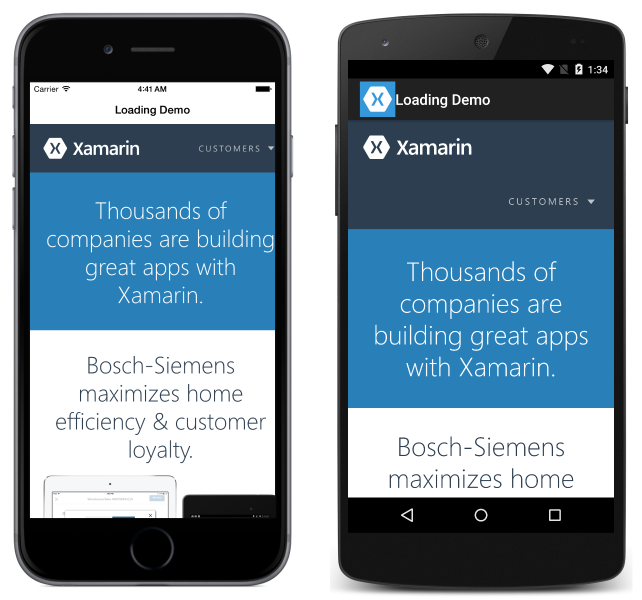 Carrier 4:41 AM
Loading Demo
Xamarin
CUSTOMERS
Thousands of
companies are building
great apps with
Xamarin.
Bosch-Siemens
maximizes home
efficiency & customer
loyalty.
1:34
Loading Demo
Xamarin
CUSTOMERS
Thousands of
companies are
building great apps
with Xamarin.
Bosch-Siemens
maximizes home